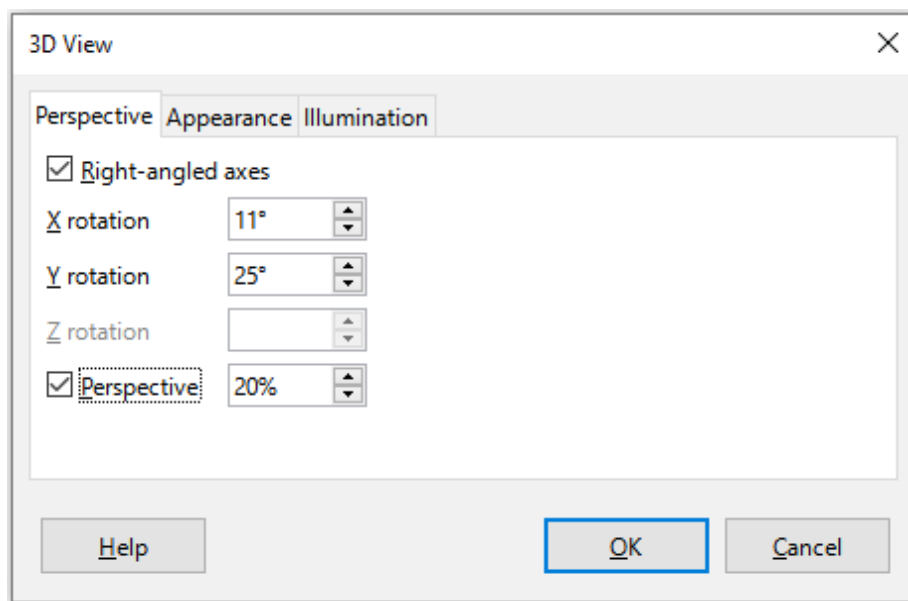 3D View
Perspective Appearance Illumination
Right-angled axes
X rotation 11°
Y rotation 25°
Z rotation
Perspective 20%
Help OK Cancel